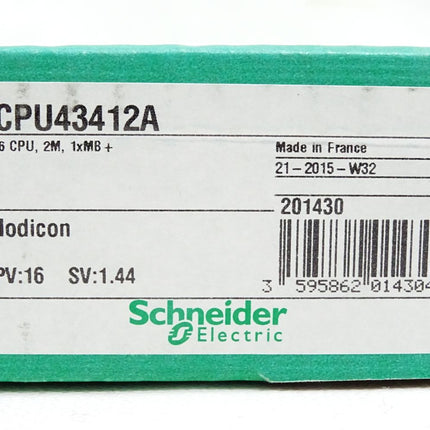 CPU43412A
6 CPU, 2M, 1xMB +
Made in France
21-2015-W32
201430
Modicon
PV:16 SV:1.44
3 595862 014304
Schneider
Electric